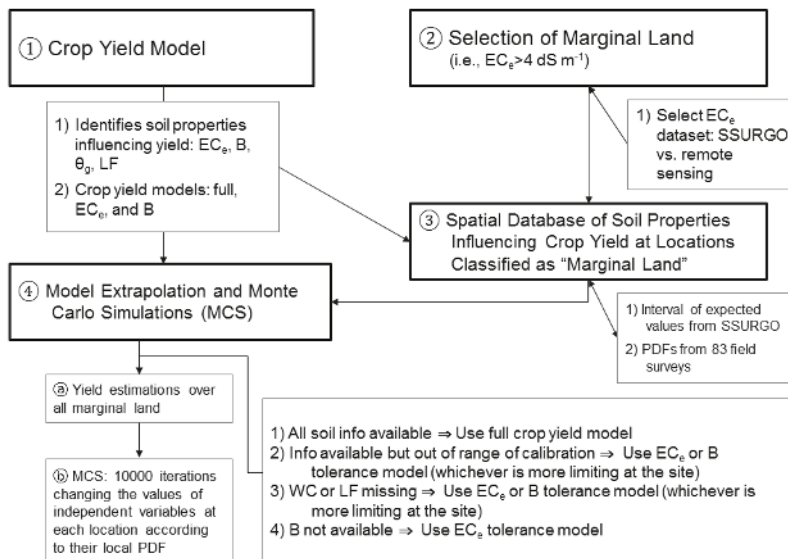 ① Crop Yield Model
② Selection of Marginal Land
(i.e., ECe>4 dS m⁻¹)
1) Identifies soil properties
influencing yield: ECe, B,
θg, LF
2) Crop yield models: full,
ECe, and B
1) Select ECe
dataset: SSURGO
vs. remote
sensing
③ Spatial Database of Soil Properties
Influencing Crop Yield at Locations
Classified as "Marginal Land"
④ Model Extrapolation and Monte
Carlo Simulations (MCS)
1) Interval of expected
values from SSURGO
2) PDFs from 83 field
surveys
ⓐ Yield estimations over
all marginal land
ⓑ MCS: 10000 iterations
changing the values of
independent variables at
each location according
to their local PDF
1) All soil info available ⇒ Use full crop yield model
2) Info available but out of range of calibration ⇒ Use ECe or B
tolerance model (whichever is more limiting at the site)
3) WC or LF missing ⇒ Use ECe or B tolerance model (whichever is
more limiting at the site)
4) B not available ⇒ Use ECe tolerance model